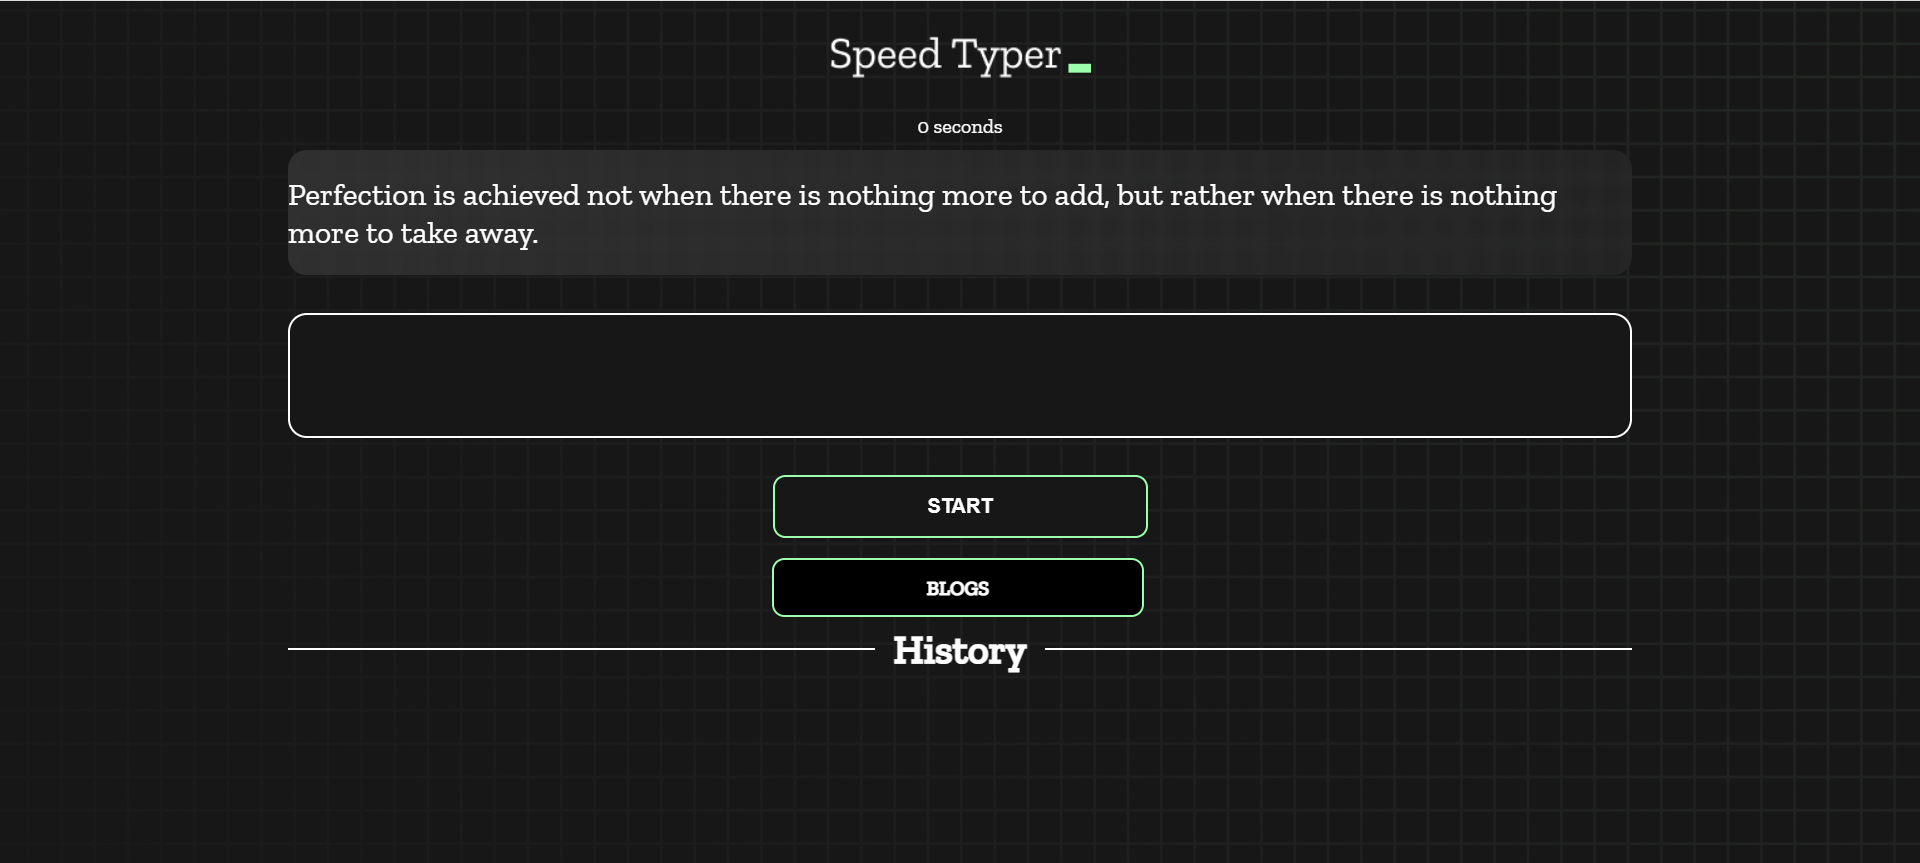 Speed Typer
0 seconds
Perfection is achieved not when there is nothing more to add, but rather when there is nothing
more to take away.
START
BLOGS
History